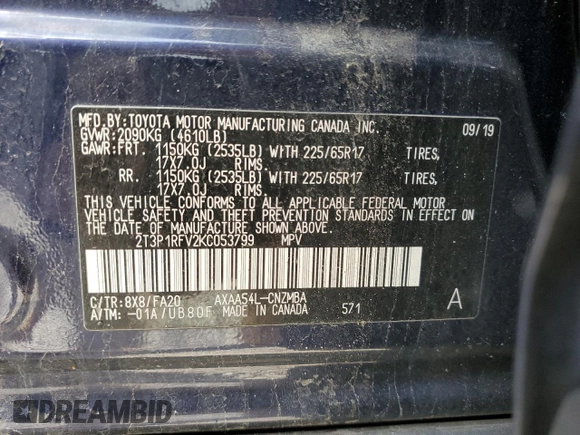 MFD.BY:TOYOTA MOTOR MANUFACTURING CANADA INC. 09/19
GVWR:2090KG (4610LB)
GAWR:FRT. 1150KG (2535LB) WITH 225/65R17 TIRES,
17X7.0J RIMS.
RR. 1150KG (2535LB) WITH 225/65R17 TIRES,
17X7.0J RIMS.
THIS VEHICLE CONFORMS TO ALL APPLICABLE FEDERAL MOTOR
VEHICLE SAFETY AND THEFT PREVENTION STANDARDS IN EFFECT ON
THE DATE OF MANUFACTURE SHOWN ABOVE.
2T3P1RFV2KC053799 MPV
C/TR:8X8/FA20 AXAA54L-CNZMBA
A/TM:-01A/UB80F MADE IN CANADA 571 A
DREAMBID